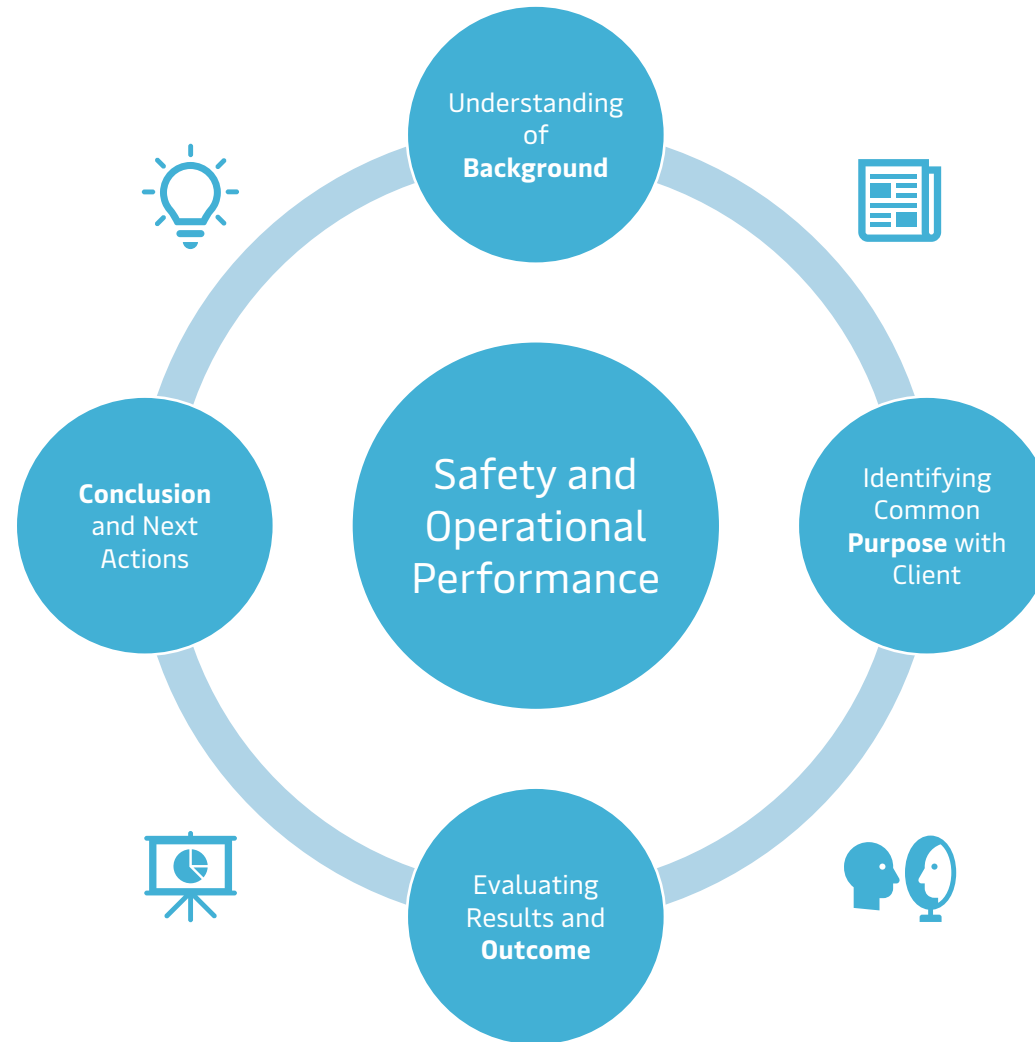 Understanding
of
Background
Safety and
Operational
Performance
Identifying
Common
Purpose with
Client
Conclusion
and Next
Actions
Evaluating
Results and
Outcome